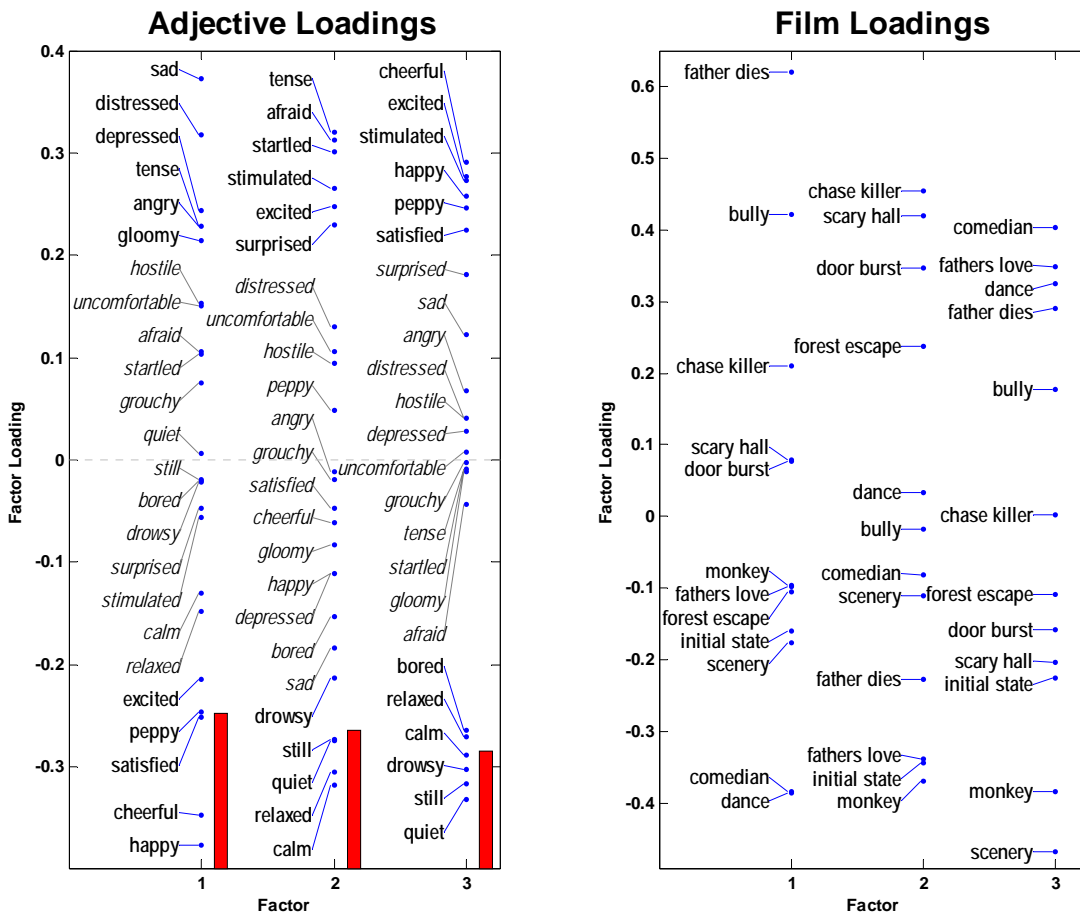 Adjective Loadings
0.4
0.3
0.2
0.1
0
-0.1
-0.2
-0.3
Factor Loading
sad
distressed
depressed
tense
angry
gloomy
hostile
uncomfortable
afraid
startled
grouchy
quiet
still
bored
drowsy
surprised
stimulated
calm
relaxed
excited
peppy
satisfied
cheerful
happy
tense
afraid
startled
stimulated
excited
surprised
distressed
uncomfortable
hostile
peppy
angry
grouchy
satisfied
cheerful
gloomy
happy
depressed
bored
sad
drowsy
still
quiet
relaxed
calm
cheerful
excited
stimulated
happy
peppy
satisfied
surprised
sad
angry
distressed
hostile
depressed
uncomfortable
grouchy
tense
startled
gloomy
afraid
bored
relaxed
calm
drowsy
still
quiet
1
2
3
Factor
Film Loadings
0.6
0.5
0.4
0.3
0.2
0.1
0
-0.1
-0.2
-0.3
-0.4
Factor Loading
father dies
bully
chase killer
scary hall
door burst
monkey
fathers love
forest escape
initial state
scenery
comedian
dance
chase killer
scary hall
door burst
forest escape
dance
bully
comedian
scenery
father dies
fathers love
initial state
monkey
comedian
fathers love
dance
father dies
bully
chase killer
forest escape
door burst
scary hall
initial state
monkey
scenery
1
2
3
Factor